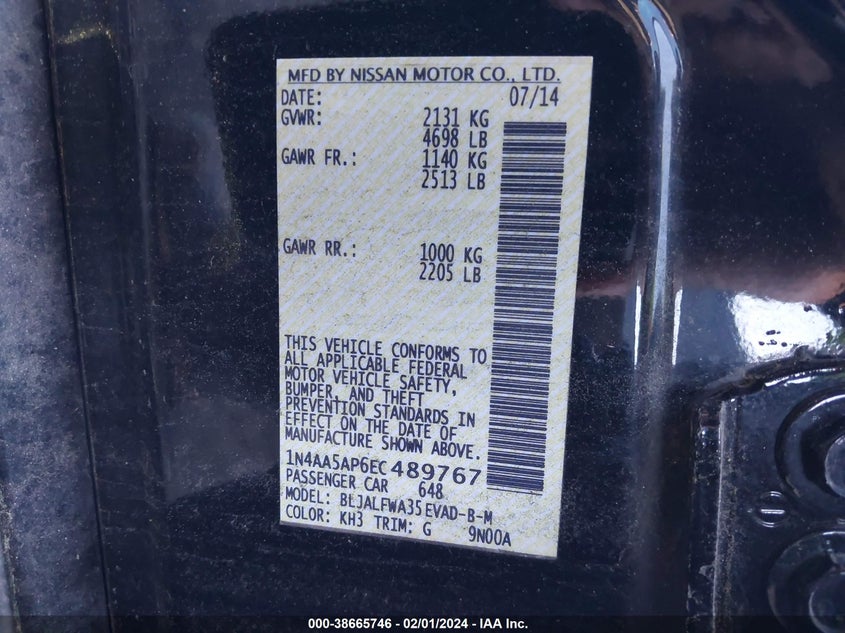 MFD BY NISSAN MOTOR CO., LTD.
DATE: 07/14
GVWR: 2131 KG
4698 LB
GAWR FR.: 1140 KG
2513 LB
GAWR RR.: 1000 KG
2205 LB
THIS VEHICLE CONFORMS TO
ALL APPLICABLE FEDERAL
MOTOR VEHICLE SAFETY,
BUMPER, AND THEFT
PREVENTION STANDARDS IN
EFFECT ON THE DATE OF
MANUFACTURE SHOWN ABOVE.
1N4AA5AP6EC489767
PASSENGER CAR 648
MODEL: BLJALFWA35EVAD-B-M
COLOR: KH3 TRIM: G 9N00A
000-38665746 - 02/01/2024 - IAA Inc.